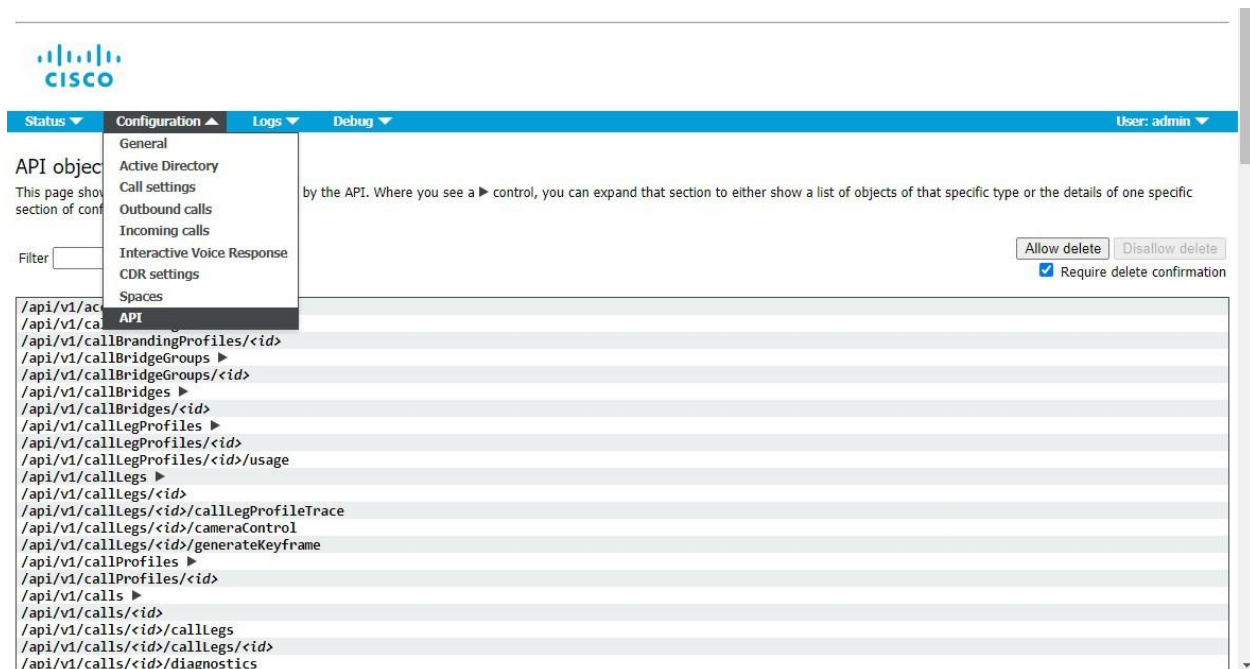 CISCO
Status Configuration Logs Debug User: admin
General
API objec Active Directory
This page show Call settings by the API. Where you see a ▶ control, you can expand that section to either show a list of objects of that specific type or the details of one specific
section of conf Outbound calls
Incoming calls
Filter Interactive Voice Response Allow delete Disallow delete
CDR settings Require delete confirmation
Spaces
/api/v1/acc API
/api/v1/cal
/api/v1/callBrandingProfiles/<id>
/api/v1/callBridgeGroups ▶
/api/v1/callBridgeGroups/<id>
/api/v1/callBridges ▶
/api/v1/callBridges/<id>
/api/v1/callLegProfiles ▶
/api/v1/callLegProfiles/<id>
/api/v1/callLegProfiles/<id>/usage
/api/v1/callLegs ▶
/api/v1/callLegs/<id>
/api/v1/callLegs/<id>/callLegProfileTrace
/api/v1/callLegs/<id>/cameraControl
/api/v1/callLegs/<id>/generateKeyframe
/api/v1/callProfiles ▶
/api/v1/callProfiles/<id>
/api/v1/calls ▶
/api/v1/calls/<id>
/api/v1/calls/<id>/callLegs
/api/v1/calls/<id>/callLegs/<id>
/api/v1/calls/<id>/diagnostics